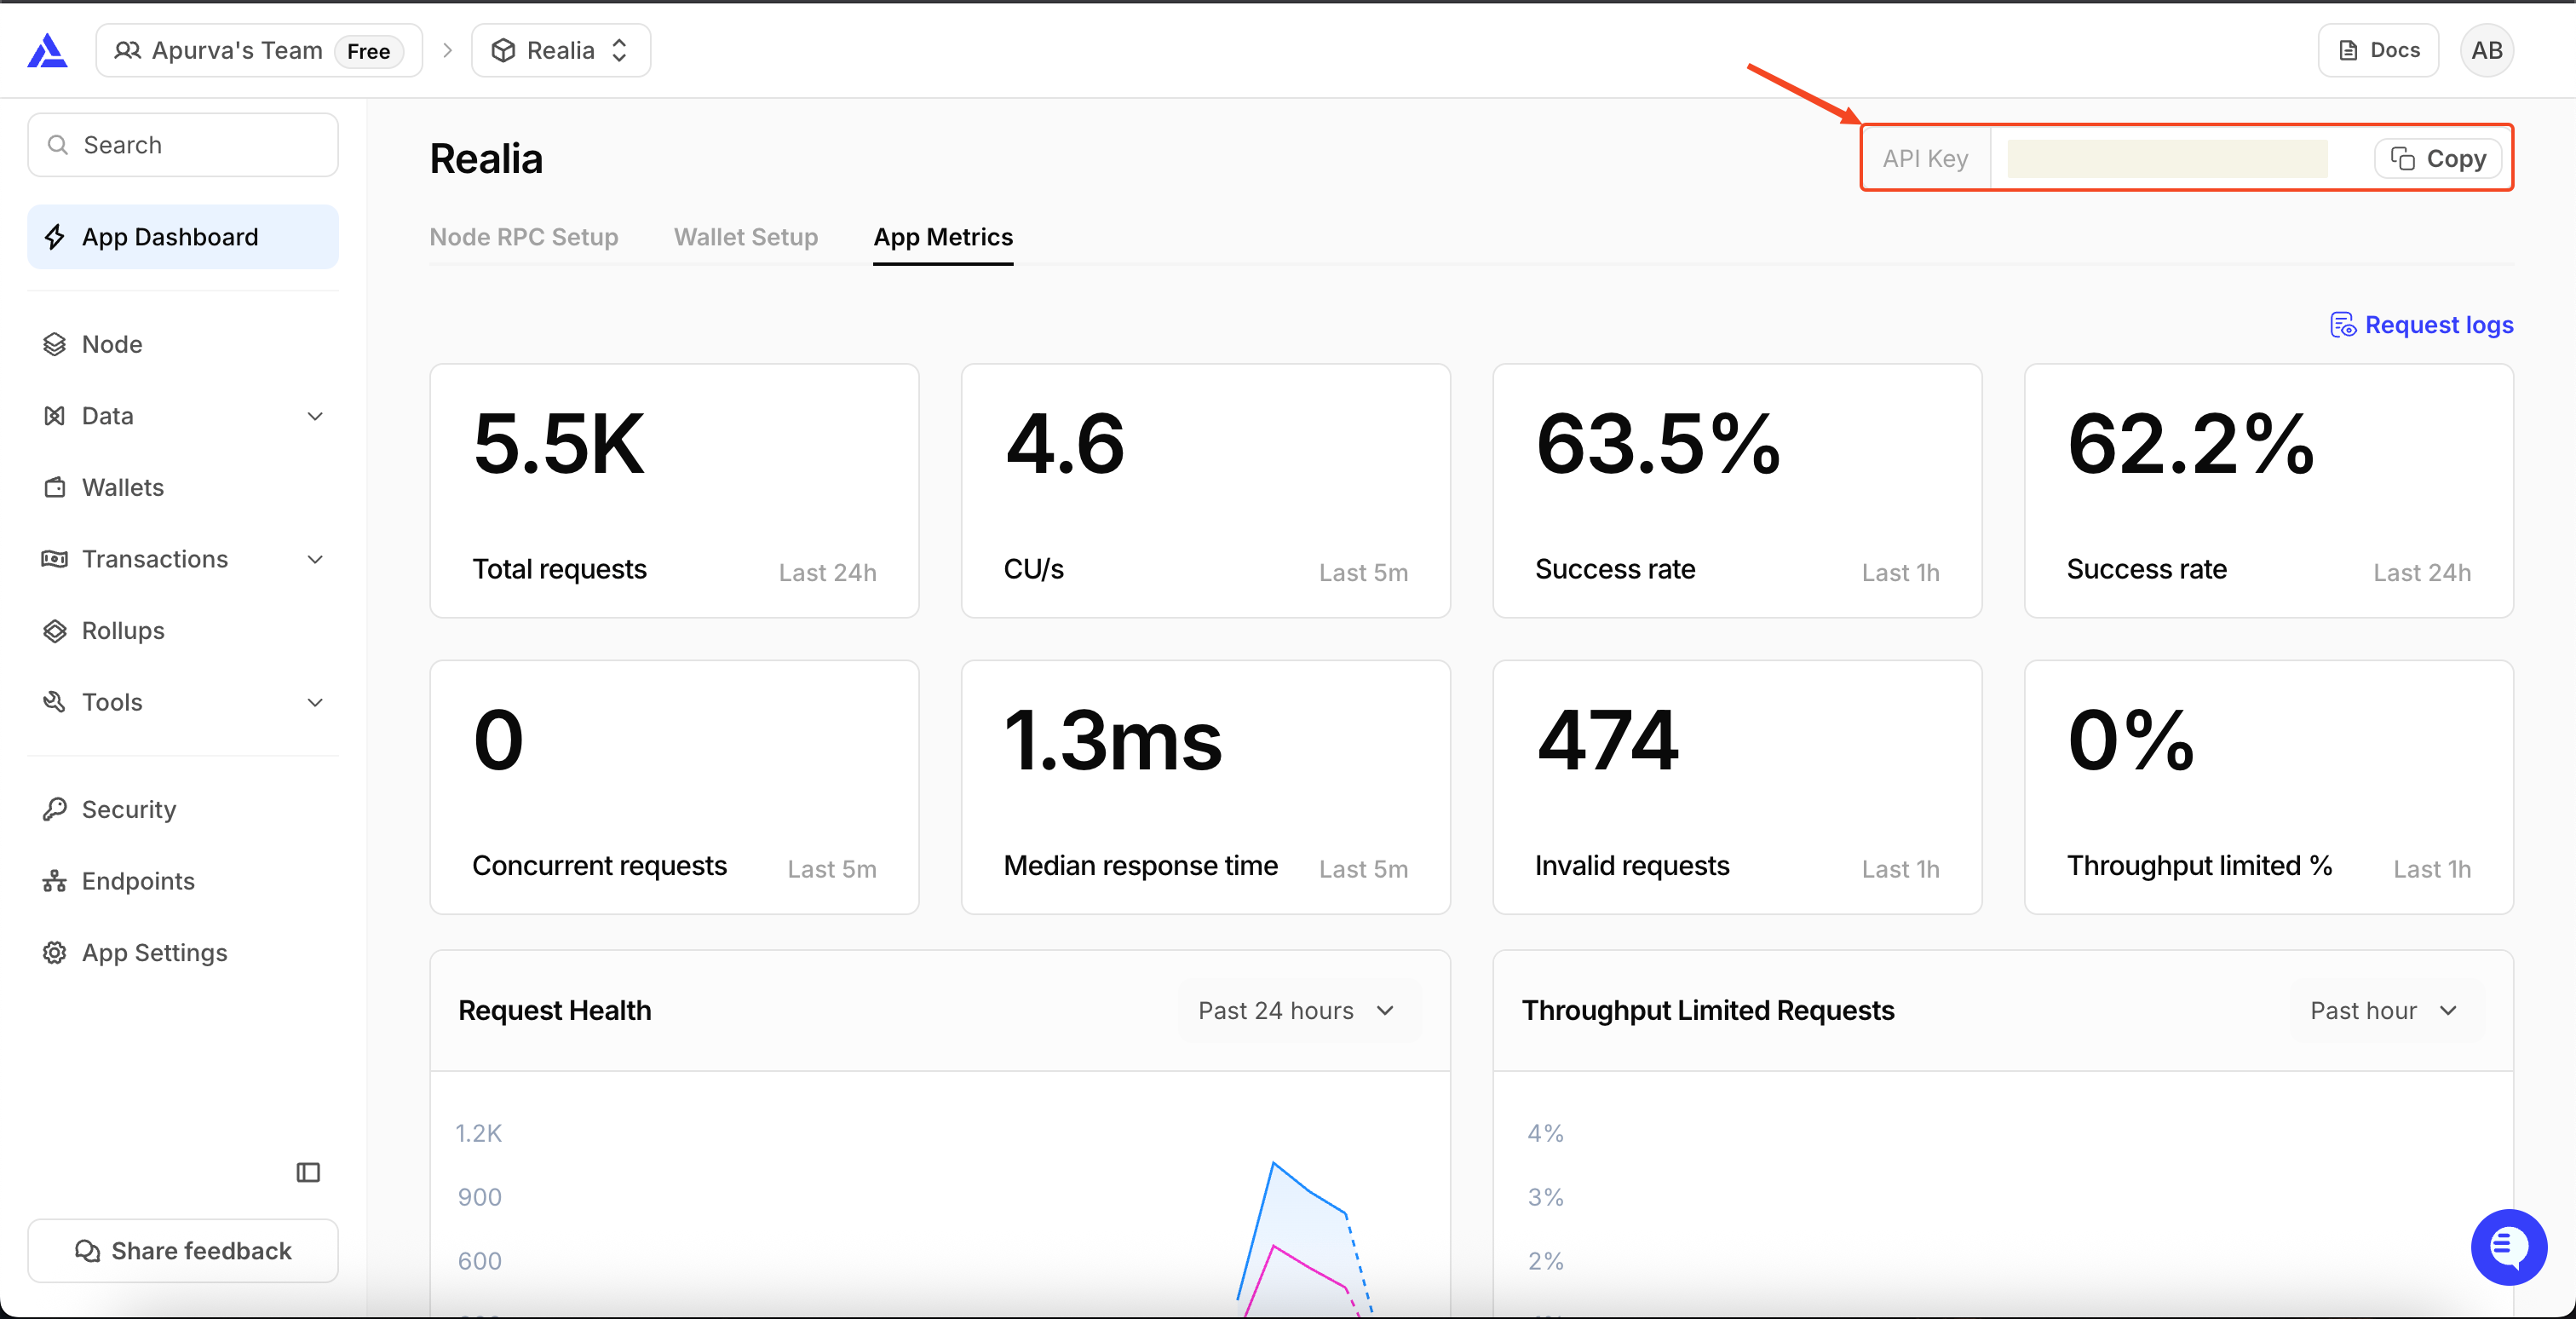 Apurva's Team Free
Realia
Docs
AB
Search
App Dashboard
Node
Data
Wallets
Transactions
Rollups
Tools
Security
Endpoints
App Settings
Share feedback
Realia
API Key
Copy
Node RPC Setup Wallet Setup App Metrics
Request logs
5.5K
Total requests Last 24h
4.6
CU/s Last 5m
63.5%
Success rate Last 1h
62.2%
Success rate Last 24h
0
Concurrent requests Last 5m
1.3ms
Median response time Last 5m
474
Invalid requests Last 1h
0%
Throughput limited % Last 1h
Request Health Past 24 hours
1.2K
900
600
Throughput Limited Requests Past hour
4%
3%
2%